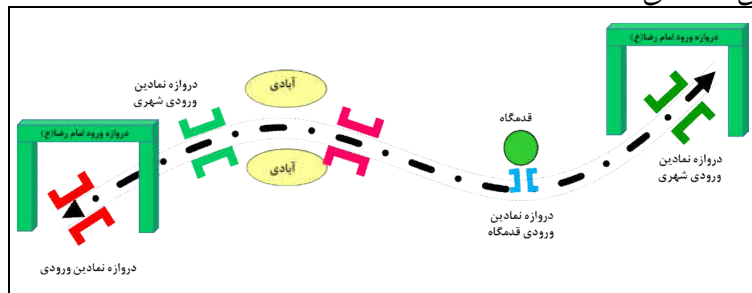 دروازه ورود امام رضا(ع)
دروازه نمادین
ورودی شهری
آبادی
قدمگاه
دروازه ورود امام رضا(ع)
آبادی
دروازه نمادین
ورودی شهری
دروازه نمادین
ورودی قدمگاه
دروازه نمادین ورودی